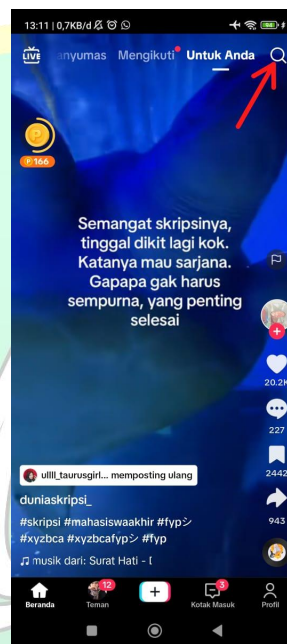 13:11 | 0,7KB/d
LIVE
anyumas Mengikuti Untuk Anda
P 166
Semangat skripsinya,
tinggal dikit lagi kok.
Katanya mau sarjana.
Gapapa gak harus
sempurna, yang penting
selesai
20.2K
227
2442
943
ullll_taurusgirl... memposting ulang
duniaskripsi_
#skripsi #mahasiswaakhir #fypシ
#xyzbca #xyzbcafypシ #fyp
musik dari: Surat Hati - [
12
3
Beranda
Teman
Kotak Masuk
Profil